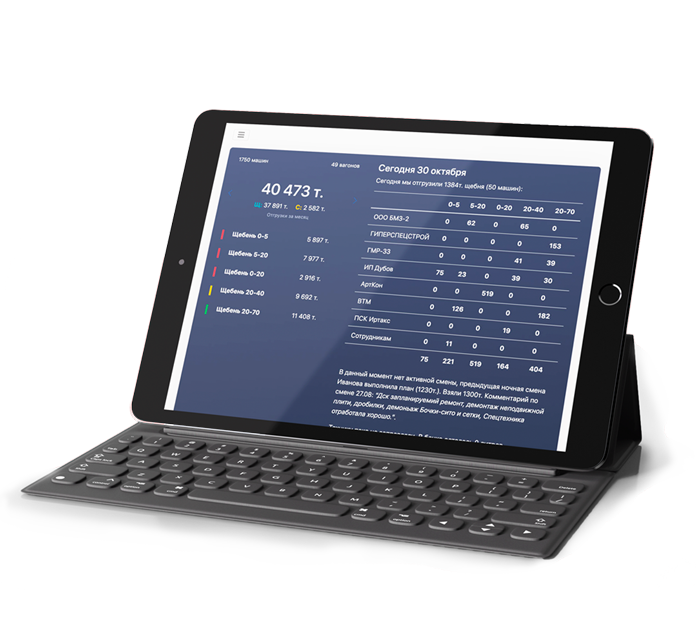 1750 машин
49 вагонов
40 473 т.
Щ: 37 891 т. С: 2 582 т.
Отгрузки за месяц
Щебень 0-5 5 897 т.
Щебень 5-20 7 977 т.
Щебень 0-20 2 916 т.
Щебень 20-40 9 692 т.
Щебень 20-70 11 408 т.
Сегодня 30 октября
Сегодня мы отгрузили 1384т. щебня (50 машин):
0-5 5-20 0-20 20-40 20-70
ООО БМЗ-2 0 62 0 65 0
ГИПЕРСПЕЦСТРОЙ 0 0 0 0 153
ГМР-33 0 0 0 41 39
ИП Дубов 75 23 0 39 30
АртКон 0 0 519 0 0
ВТМ 0 126 0 0 182
ПСК Иртакс 0 0 0 19 0
Сотрудникам 0 11 0 0 0
75 221 519 164 404
В данный момент нет активной смены, предыдущая ночная смена
Иванова выполнила план (1230т.). Взяли 1300т. Комментарий по
смене 27.08: "Дск запланируемий ремонт, демонтаж неподвижной
плити, дробилки, демоньаж Бочки-сито и сетки, Спецтехника
отработала хорошо.".